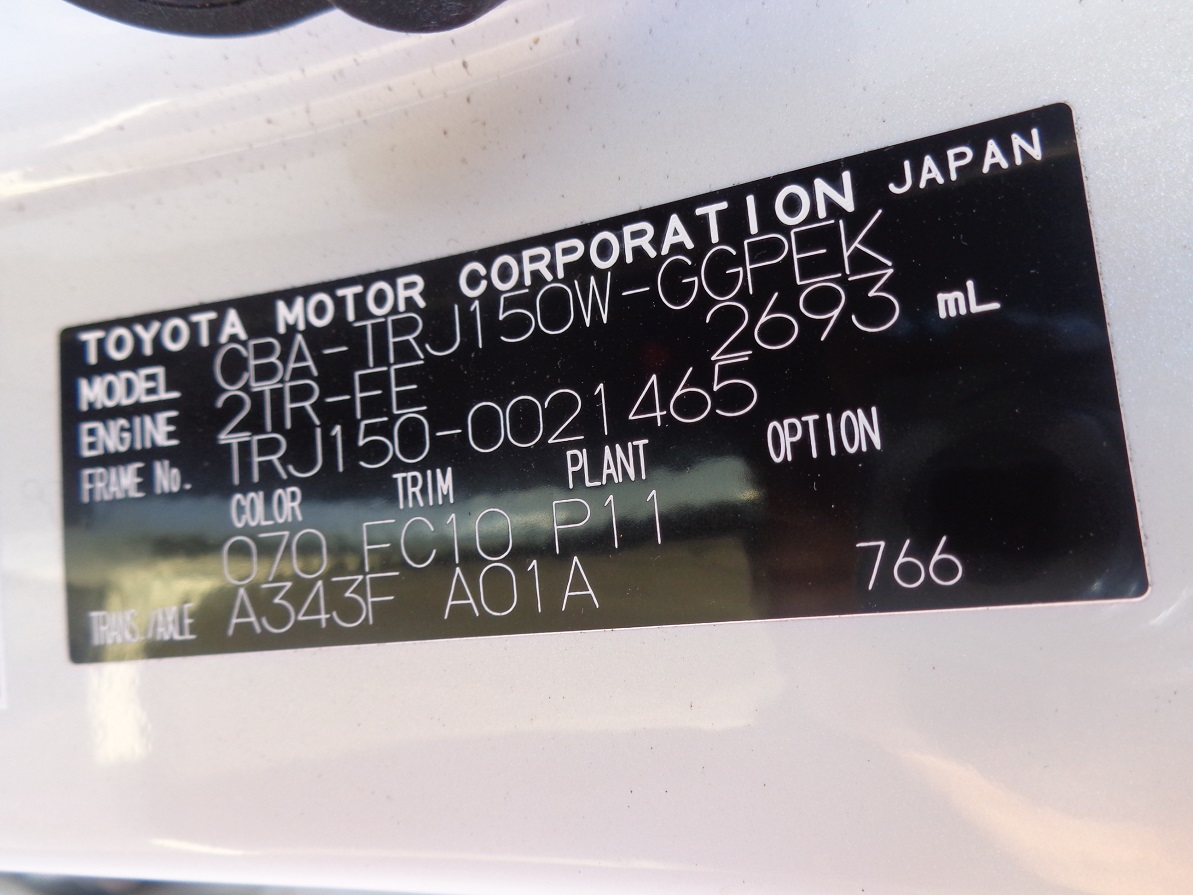 TOYOTA MOTOR CORPORATION JAPAN
MODEL CBA-TRJ150W-GGPEK
ENGINE 2TR-FE 2693 mL
FRAME No. TRJ150-0021465
COLOR TRIM PLANT OPTION
070 FC10 P11
TRANS./AXLE A343F A01A 766